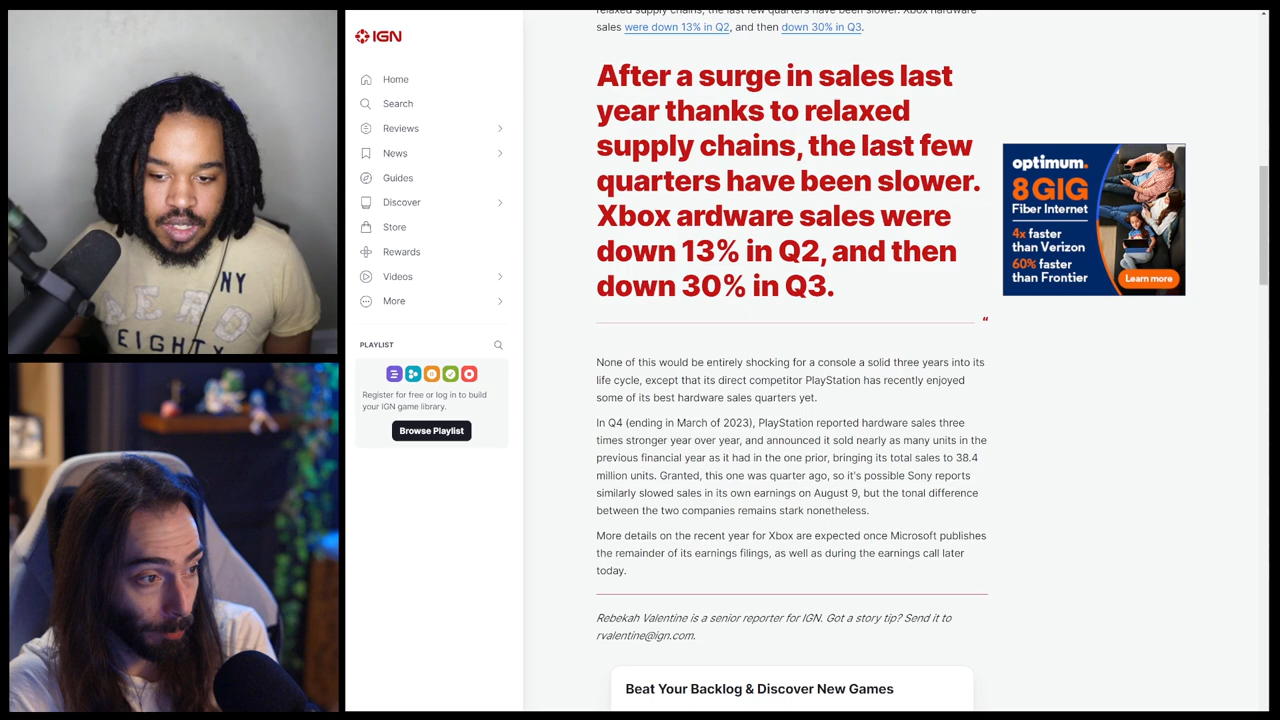 NY
EIGHTY
IGN
Home
Search
Reviews
News
Guides
Discover
Store
Rewards
Videos
More
PLAYLIST
Register for free or log in to build
your IGN game library.
Browse Playlist
relaxed supply chains, the last few quarters have been slower. Xbox hardware
sales were down 13% in Q2, and then down 30% in Q3.
After a surge in sales last
year thanks to relaxed
supply chains, the last few
quarters have been slower.
Xbox ardware sales were
down 13% in Q2, and then
down 30% in Q3.
“
None of this would be entirely shocking for a console a solid three years into its
life cycle, except that its direct competitor PlayStation has recently enjoyed
some of its best hardware sales quarters yet.
In Q4 (ending in March of 2023), PlayStation reported hardware sales three
times stronger year over year, and announced it sold nearly as many units in the
previous financial year as it had in the one prior, bringing its total sales to 38.4
million units. Granted, this one was quarter ago, so it's possible Sony reports
similarly slowed sales in its own earnings on August 9, but the tonal difference
between the two companies remains stark nonetheless.
More details on the recent year for Xbox are expected once Microsoft publishes
the remainder of its earnings filings, as well as during the earnings call later
today.
Rebekah Valentine is a senior reporter for IGN. Got a story tip? Send it to
rvalentine@ign.com.
Beat Your Backlog & Discover New Games
optimum.
8 GIG
Fiber Internet
4x faster
than Verizon
60% faster
than Frontier
Learn more